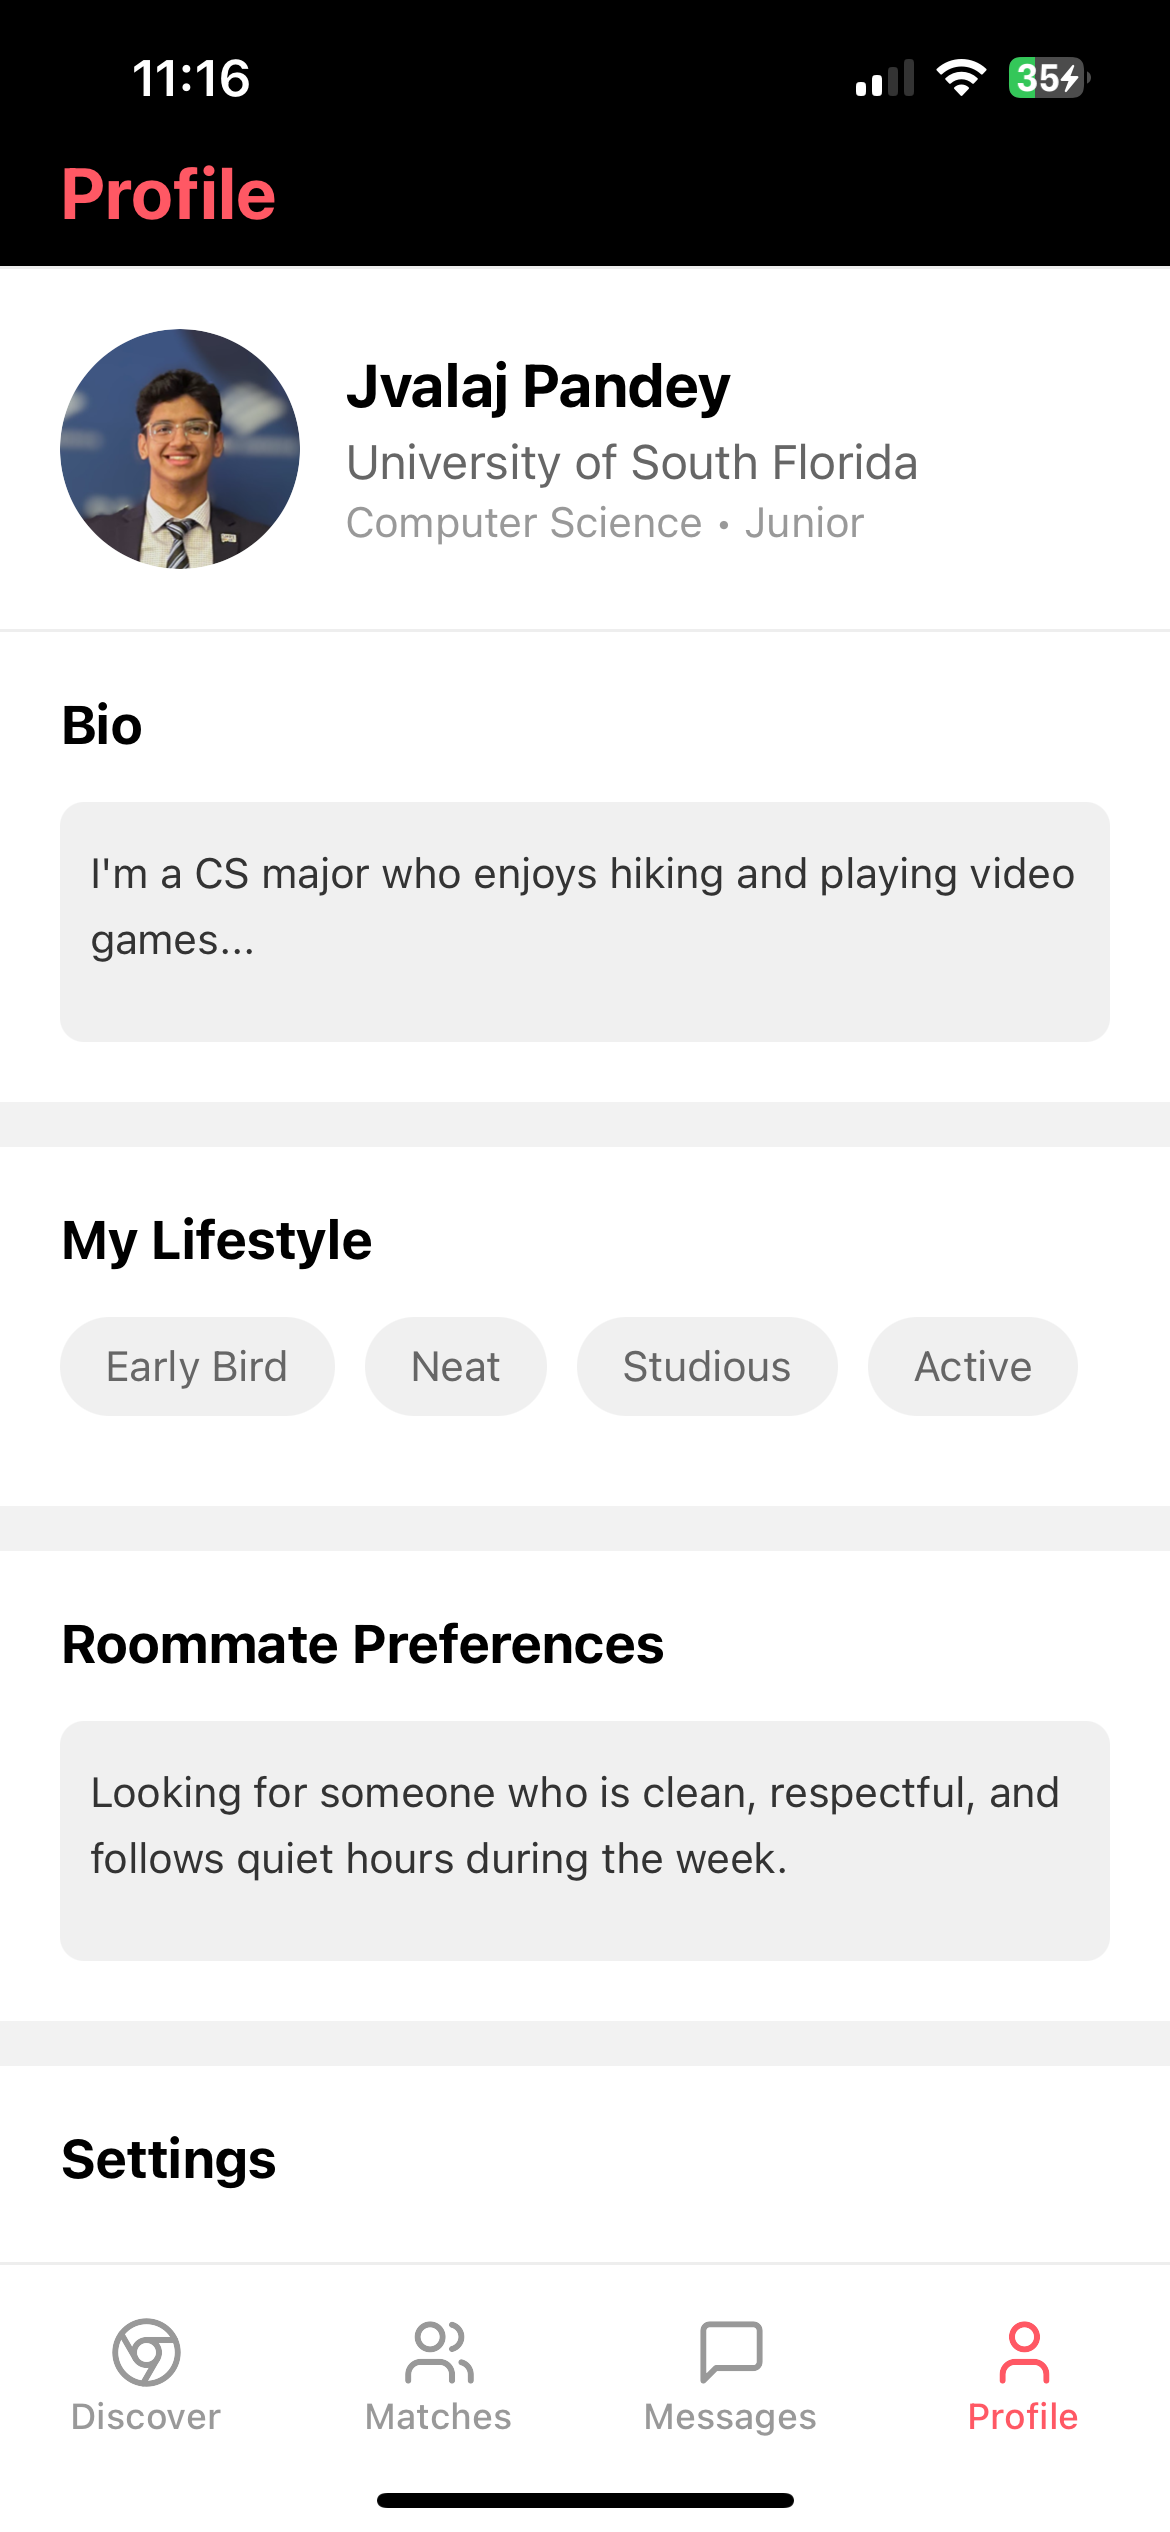 11:16
35
Profile
Jvalaj Pandey
University of South Florida
Computer Science • Junior
Bio
I'm a CS major who enjoys hiking and playing video
games...
My Lifestyle
Early Bird Neat Studious Active
Roommate Preferences
Looking for someone who is clean, respectful, and
follows quiet hours during the week.
Settings
Discover Matches Messages Profile